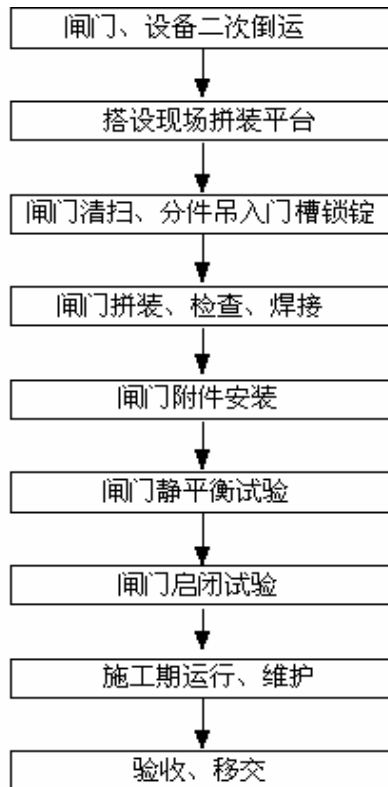 闸门、设备二次倒运
搭设现场拼装平台
闸门清扫、分件吊入门槽锁锭
闸门拼装、检查、焊接
闸门附件安装
闸门静平衡试验
闸门启闭试验
施工期运行、维护
验收、移交